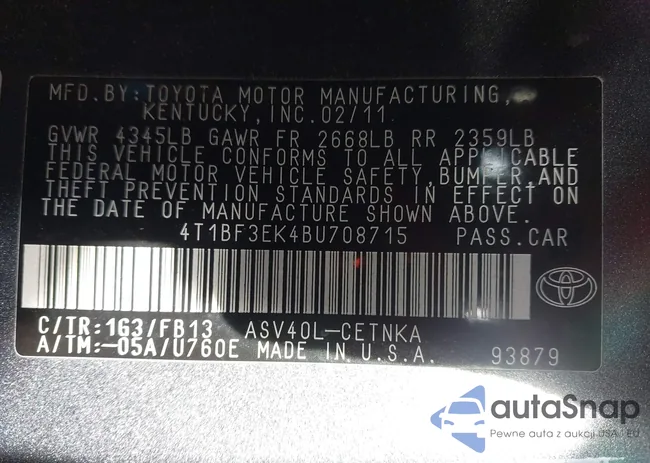 MFD.BY:TOYOTA MOTOR MANUFACTURING,
KENTUCKY,INC.02/11
GVWR 4345LB GAWR FR 2668LB RR 2359LB
THIS VEHICLE CONFORMS TO ALL APPLICABLE
FEDERAL MOTOR VEHICLE SAFETY,BUMPER,AND
THEFT PREVENTION STANDARDS IN EFFECT ON
THE DATE OF MANUFACTURE SHOWN ABOVE.
4T1BF3EK4BU708715 PASS.CAR
C/TR:1G3/FB13 ASV40L-CETNKA
A/TM:-05A/U760E MADE IN U.S.A. 93879
autaSnap
Pewne auta z aukcji USA i EU